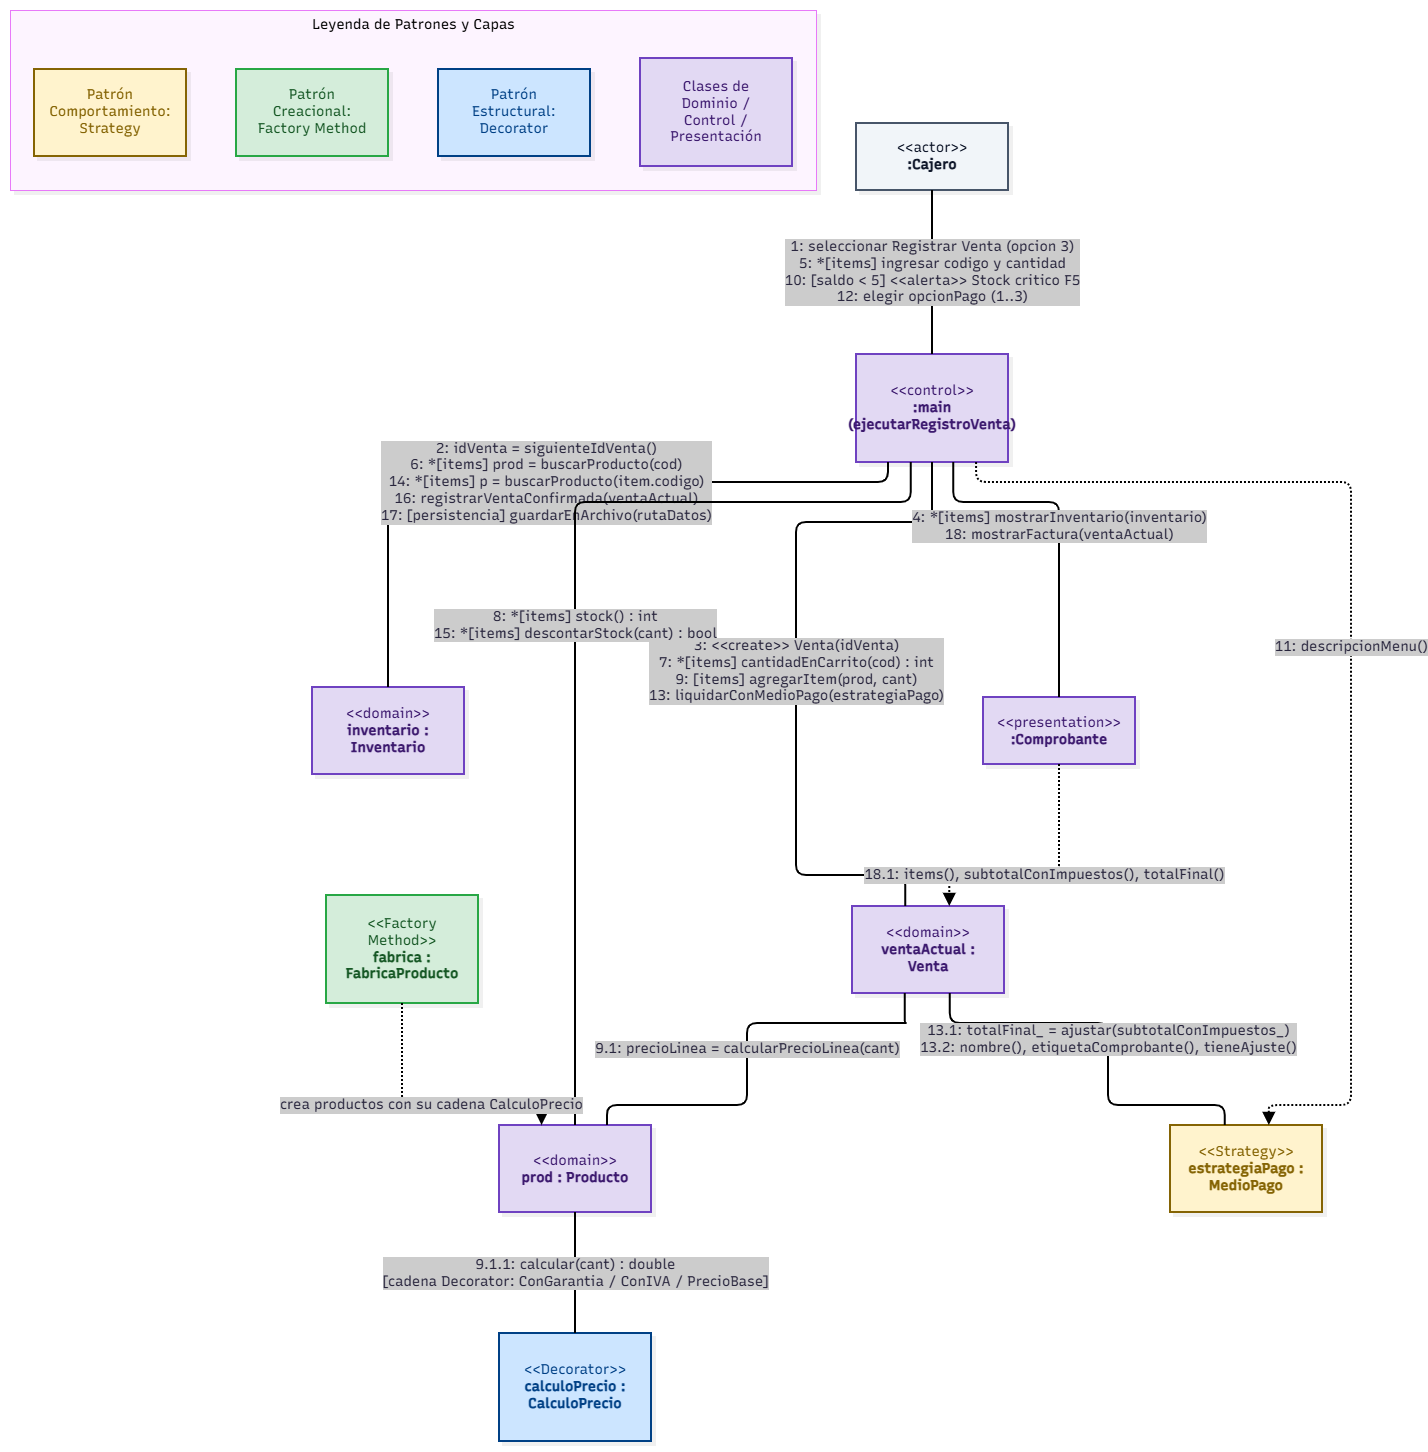 Leyenda de Patrones y Capas
Patrón
Comportamiento:
Strategy
Patrón
Creacional:
Factory Method
Patrón
Estructural:
Decorator
Clases de
Dominio /
Control /
Presentación
<<actor>>
:Cajero
1: seleccionar Registrar Venta (opcion 3)
5: *[items] ingresar codigo y cantidad
10: [saldo < 5] <<alerta>> Stock critico F5
12: elegir opcionPago (1..3)
<<control>>
:main
(ejecutarRegistroVenta)
2: idVenta = siguienteIdVenta()
6: *[items] prod = buscarProducto(cod)
14: *[items] p = buscarProducto(item.codigo)
16: registrarVentaConfirmada(ventaActual)
17: [persistencia] guardarEnArchivo(rutaDatos)
4: *[items] mostrarInventario(inventario)
18: mostrarFactura(ventaActual)
8: *[items] stock() : int
15: *[items] descontarStock(cant) : bool
3: <<create>> Venta(idVenta)
7: *[items] cantidadEnCarrito(cod) : int
9: [items] agregarItem(prod, cant)
13: liquidarConMedioPago(estrategiaPago)
11: descripcionMenu()
<<domain>>
inventario :
Inventario
<<presentation>>
:Comprobante
18.1: items(), subtotalConImpuestos(), totalFinal()
<<Factory
Method>>
fabrica :
FabricaProducto
<<domain>>
ventaActual :
Venta
9.1: precioLinea = calcularPrecioLinea(cant)
13.1: totalFinal_ = ajustar(subtotalConImpuestos_)
13.2: nombre(), etiquetaComprobante(), tieneAjuste()
crea productos con su cadena CalculoPrecio
<<domain>>
prod : Producto
<<Strategy>>
estrategiaPago :
MedioPago
9.1.1: calcular(cant) : double
[cadena Decorator: ConGarantia / ConIVA / PrecioBase]
<<Decorator>>
calculoPrecio :
CalculoPrecio